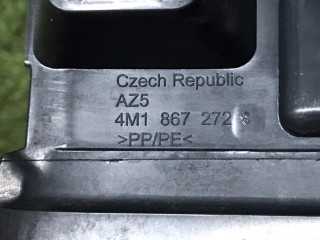 Czech Republic
AZ5
4M1 867 272
>PP/PE<